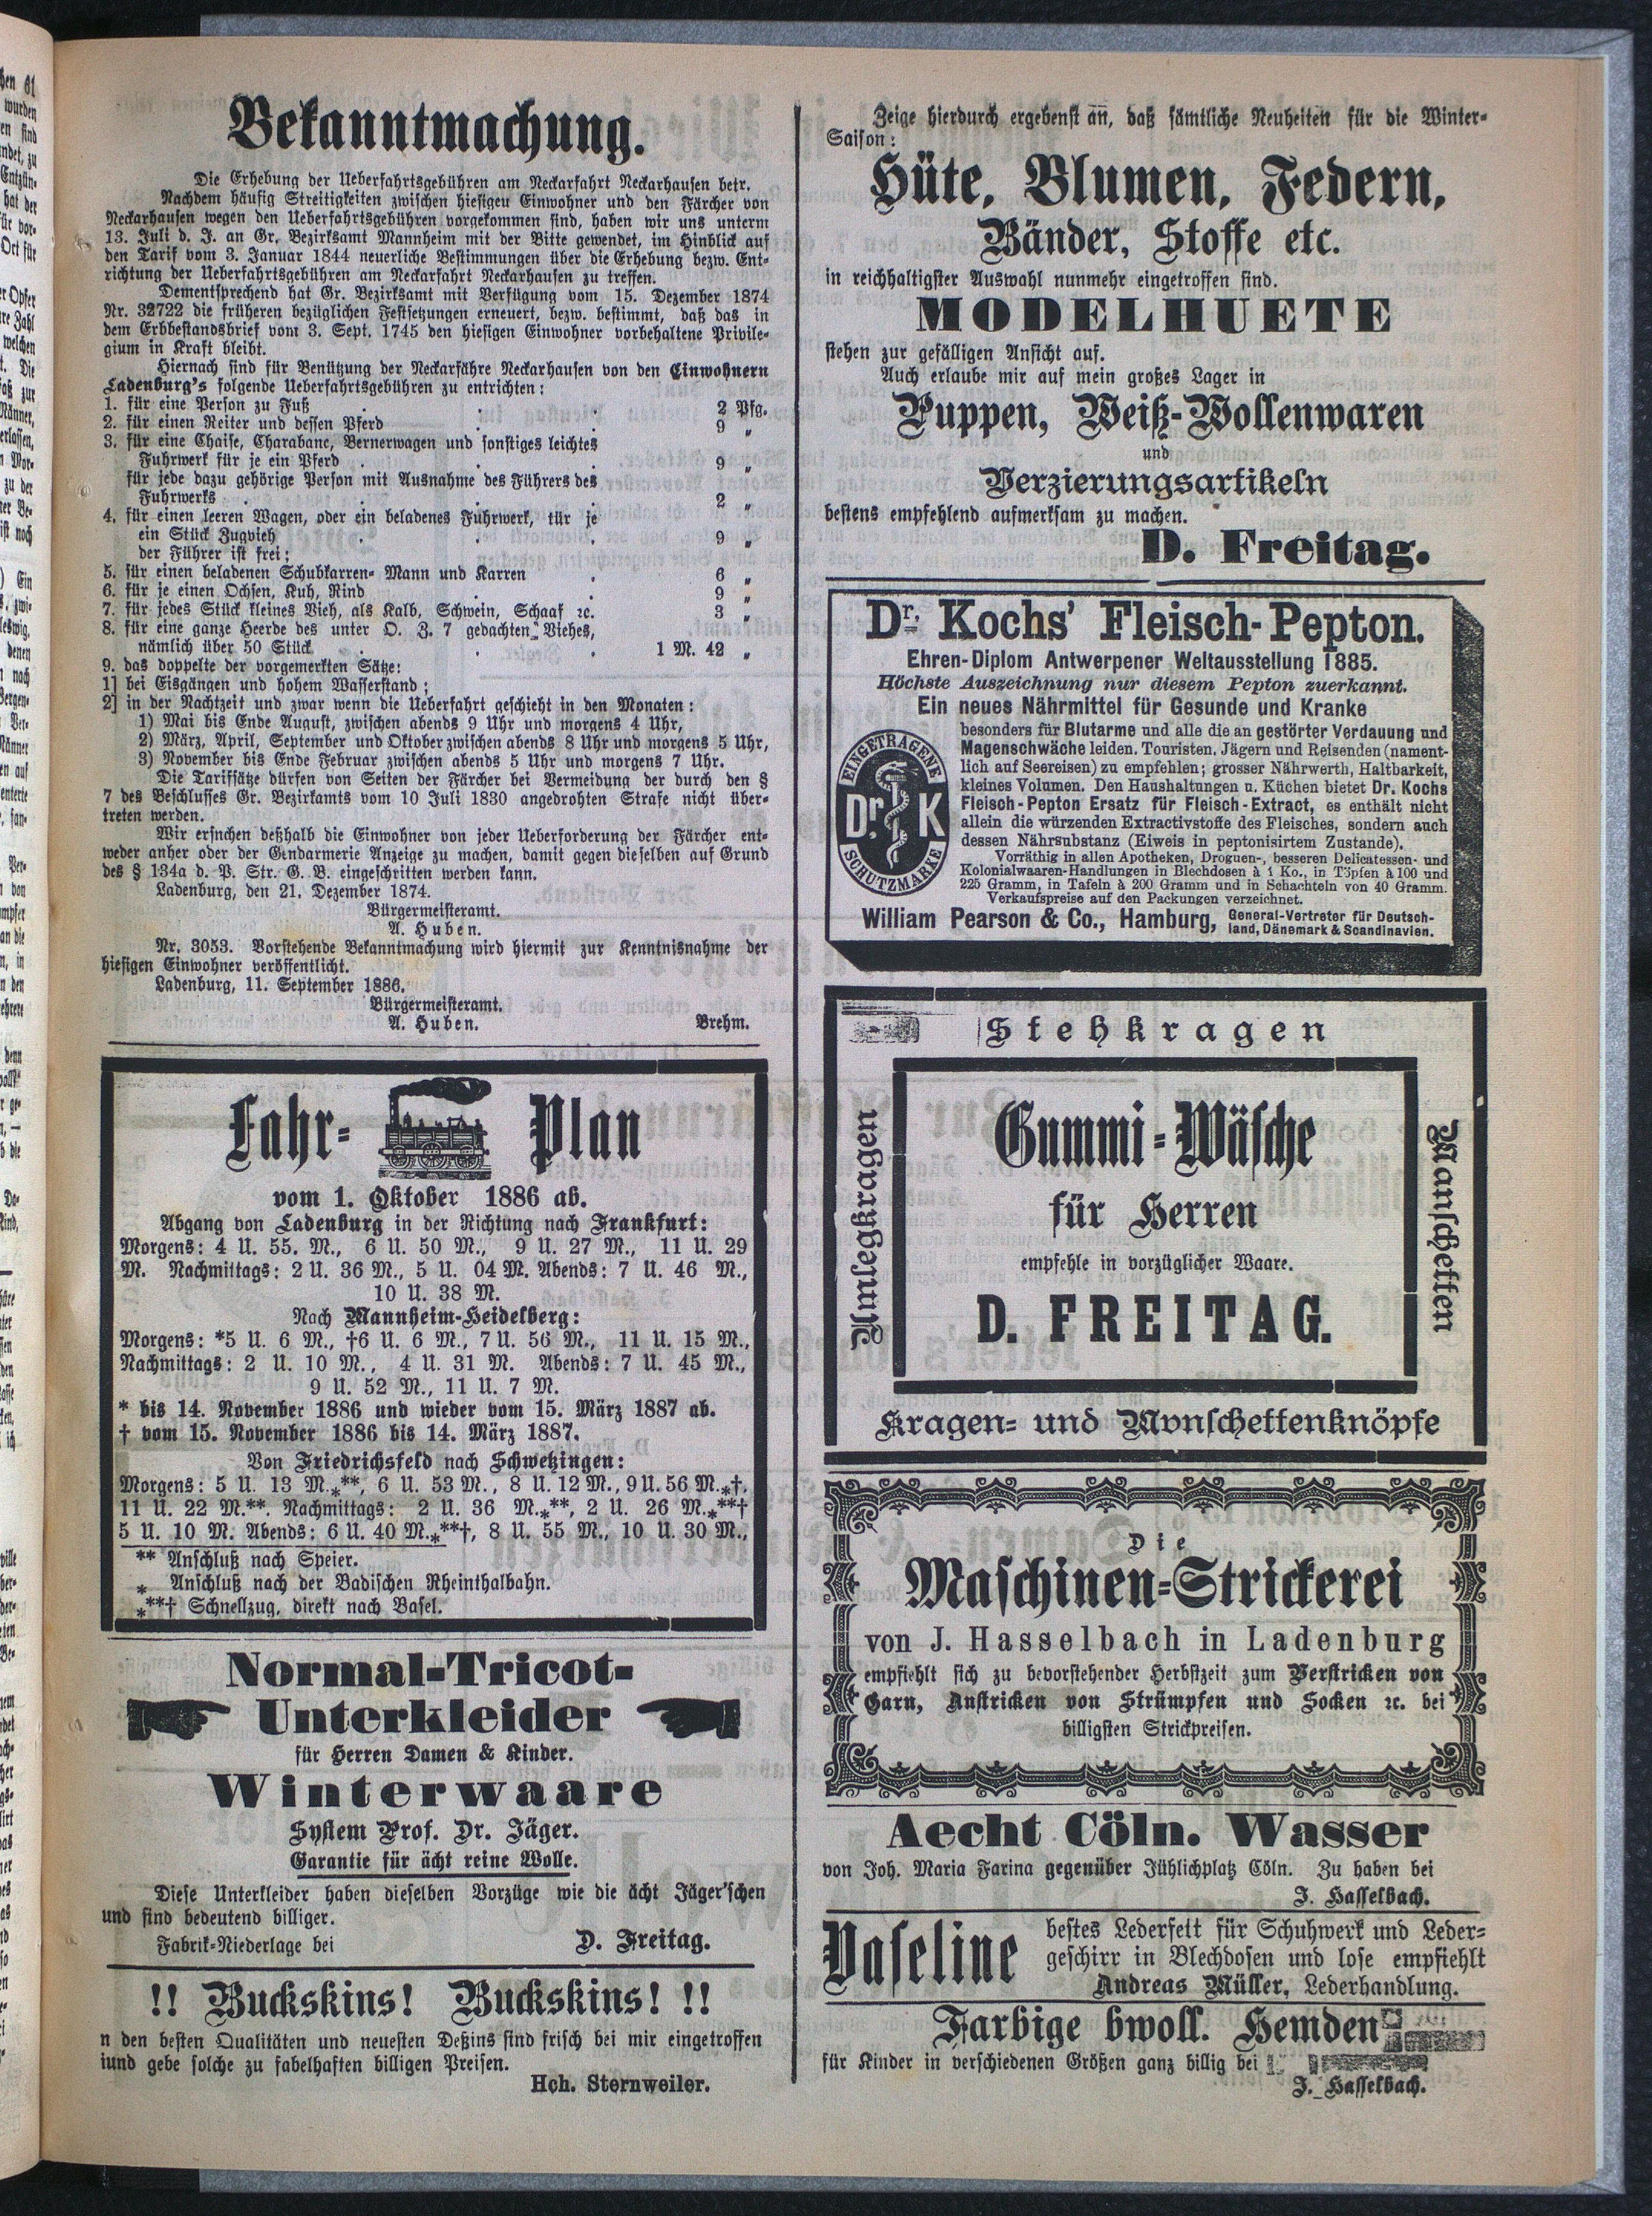 Bekanntmachung.
Die Erhebung der Ueberfahrtsgebühren am Neckarfahrt Neckarhausen betr.
Nachdem häufig Streitigkeiten zwischen hiesigen Einwohner und den Färcher von
Neckarhausen wegen den Ueberfahrtsgebühren vorgekommen sind, haben wir uns unterm
13. Juli d. J. an Gr. Bezirksamt Mannheim mit der Bitte gewendet, im Hinblick auf
den Tarif vom 3. Januar 1844 neuerliche Bestimmungen über die Erhebung bezw. Ent-
richtung der Ueberfahrtsgebühren am Neckarfahrt Neckarhausen zu treffen.
Dementsprechend hat Gr. Bezirksamt mit Verfügung vom 15. Dezember 1874
Nr. 32722 die früheren bezüglichen Festsetzungen erneuert, bezw. bestimmt, daß das in
dem Erbbestandsbrief vom 3. Sept. 1745 den hiesigen Einwohner vorbehaltene Privile-
gium in Kraft bleibt.
Hiernach sind für Benützung der Neckarfähre Neckarhausen von den Einwohnern
Ladenburg's folgende Ueberfahrtsgebühren zu entrichten:
1. für eine Person zu Fuß . . 2 Pfg.
2. für einen Reiter und dessen Pferd . . 9 "
3. für eine Chaise, Charabanc, Bernerwagen und sonstiges leichtes
Fuhrwerk für je ein Pferd . . . 9 "
für jede dazu gehörige Person mit Ausnahme des Führers des
Fuhrwerks . . . 2 "
4. für einen leeren Wagen, oder ein beladenes Fuhrwerk, tür je
ein Stück Zugvieh . . . 9 "
der Führer ist frei:
5. für einen beladenen Schubkarren- Mann und Karren . 6 "
6. für je einen Ochsen, Kuh, Rind . . 9 "
7. für jedes Stück kleines Vieh, als Kalb, Schwein, Schaaf ꝛc. 3 "
8. für eine ganze Heerde des unter O. Z. 7 gedachten Viehes,
nämlich über 50 Stück . . . 1 M. 42 "
9. das doppelte der vorgemerkten Sätze:
1] bei Eisgängen und hohem Wasserstand;
2] in der Nachtzeit und zwar wenn die Ueberfahrt geschieht in den Monaten:
1) Mai bis Ende August, zwischen abends 9 Uhr und morgens 4 Uhr,
2) März, April, September und Oktober zwischen abends 8 Uhr und morgens 5 Uhr,
3) November bis Ende Februar zwischen abends 5 Uhr und morgens 7 Uhr.
Die Tarifsätze dürfen von Seiten der Färcher bei Vermeidung der durch den §
7 des Beschlusses Gr. Bezirkamts vom 10 Juli 1830 angedrohten Strafe nicht über-
treten werden.
Wir ersuchen deßhalb die Einwohner von jeder Ueberforderung der Färcher ent-
weder anher oder der Gendarmerie Anzeige zu machen, damit gegen dieselben auf Grund
des § 134a d. P. Str. G. B. eingeschritten werden kann.
Ladenburg, den 21. Dezember 1874.
Bürgermeisteramt.
A. Huben.
Nr. 3053. Vorstehende Bekanntmachung wird hiermit zur Kenntnisnahme der
hiesigen Einwohner veröffentlicht.
Ladenburg, 11. September 1886.
Bürgermeisteramt.
A. Huben. Brehm.
Fahr- Plan
vom 1. Oktober 1886 ab.
Abgang von Ladenburg in der Richtung nach Frankfurt:
Morgens: 4 U. 55. M., 6 U. 50 M., 9 U. 27 M., 11 U. 29
M. Nachmittags: 2 U. 36 M., 5 U. 04 M. Abends: 7 U. 46 M.,
10 U. 38 M.
Nach Mannheim-Heidelberg:
Morgens: *5 U. 6 M., †6 U. 6 M., 7 U. 56 M., 11 U. 15 M.,
Nachmittags: 2 U. 10 M., 4 U. 31 M. Abends: 7 U. 45 M.,
9 U. 52 M., 11 U. 7 M.
* bis 14. November 1886 und wieder vom 15. März 1887 ab.
† vom 15. November 1886 bis 14. März 1887.
Von Friedrichsfeld nach Schwetzingen:
Morgens: 5 U. 13 M.⁎**, 6 U. 53 M., 8 U. 12 M., 9 U. 56 M.⁎†.
11 U. 22 M.**. Nachmittags: 2 U. 36 M.⁎**, 2 U. 26 M.⁎**†
5 U. 10 M. Abends: 6 U. 40 M.⁎**†, 8 U. 55 M., 10 U. 30 M.,
** Anschluß nach Speier.
⁎ Anschluß nach der Badischen Rheinthalbahn.
⁎**† Schnellzug, direkt nach Basel.
Normal-Tricot-
Unterkleider
für Herren Damen & Kinder.
Winterwaare
System Prof. Dr. Jäger.
Garantie für ächt reine Wolle.
Diese Unterkleider haben dieselben Vorzüge wie die ächt Jäger'schen
und sind bedeutend billiger.
Fabrik-Niederlage bei D. Freitag.
!! Buckskins! Buckskins! !!
n den besten Qualitäten und neuesten Deßins sind frisch bei mir eingetroffen
iund gebe solche zu fabelhaften billigen Preisen.
Hch. Sternweiler.
Zeige hierdurch ergebenst an, daß sämtliche Neuheiten für die Winter-
Saison:
Hüte, Blumen, Federn,
Bänder, Stoffe etc.
in reichhaltigster Auswahl nunmehr eingetroffen sind.
MODELHUETE
stehen zur gefälligen Ansicht auf.
Auch erlaube mir auf mein großes Lager in
Puppen, Weiß-Wollenwaren
und
Verzierungsartikeln
bestens empfehlend aufmerksam zu machen.
D. Freitag.
Dr. Kochs' Fleisch-Pepton.
Ehren-Diplom Antwerpener Weltausstellung 1885.
Höchste Auszeichnung nur diesem Pepton zuerkannt.
Ein neues Nährmittel für Gesunde und Kranke
besonders für Blutarme und alle die an gestörter Verdauung und
Magenschwäche leiden. Touristen, Jägern und Reisenden (nament-
lich auf Seereisen) zu empfehlen; grosser Nährwerth, Haltbarkeit,
kleines Volumen. Den Haushaltungen u. Küchen bietet Dr. Kochs
Fleisch-Pepton Ersatz für Fleisch-Extract, es enthält nicht
allein die würzenden Extractivstoffe des Fleisches, sondern auch
dessen Nährsubstanz (Eiweis in peptonisirtem Zustande).
Vorräthig in allen Apotheken, Droguen-, besseren Delicatessen- und
Kolonialwaaren-Handlungen in Blechdosen à 1 Ko., in Töpfen à 100 und
225 Gramm, in Tafeln à 200 Gramm und in Schachteln von 40 Gramm.
Verkaufspreise auf den Packungen verzeichnet.
EINGETRAGENE
Dr. K
SCHUTZMARKE
William Pearson & Co., Hamburg, General-Vertreter für Deutsch-
land, Dänemark & Scandinavien.
Stehkragen
Umlegkragen
Gummi-Wäsche
für Herren
empfehle in vorzüglicher Waare.
D. FREITAG.
Manschetten
Kragen- und Mvnschettenknöpfe
Die
Maschinen-Strickerei
von J. Hasselbach in Ladenburg
empfiehlt sich zu bevorstehender Herbstzeit zum Verstricken von
Garn, Anstricken von Strümpfen und Socken ꝛc. bei
billigsten Strickpreisen.
Aecht Cöln. Wasser
von Joh. Maria Farina gegenüber Jühlichplatz Cöln. Zu haben bei
J. Hasselbach.
Vaseline bestes Lederfett für Schuhwerk und Leder-
geschirr in Blechdosen und lose empfiehlt
Andreas Müller, Lederhandlung.
Farbige bwoll. Hemden
für Kinder in verschiedenen Größen ganz billig bei
J. Hasselbach.